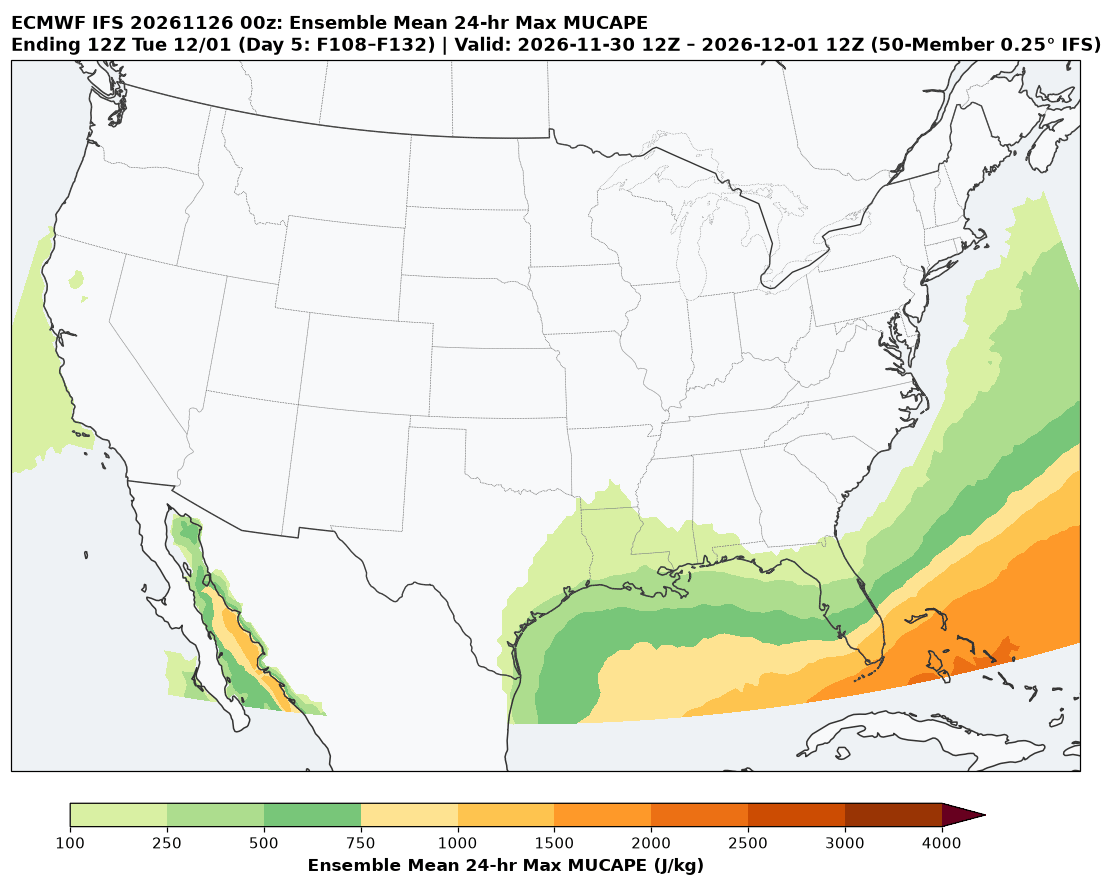 ECMWF IFS 20261126 00z: Ensemble Mean 24-hr Max MUCAPE
Ending 12Z Tue 12/01 (Day 5: F108–F132) | Valid: 2026-11-30 12Z – 2026-12-01 12Z (50-Member 0.25° IFS)
100 250 500 750 1000 1500 2000 2500 3000 4000
Ensemble Mean 24-hr Max MUCAPE (J/kg)